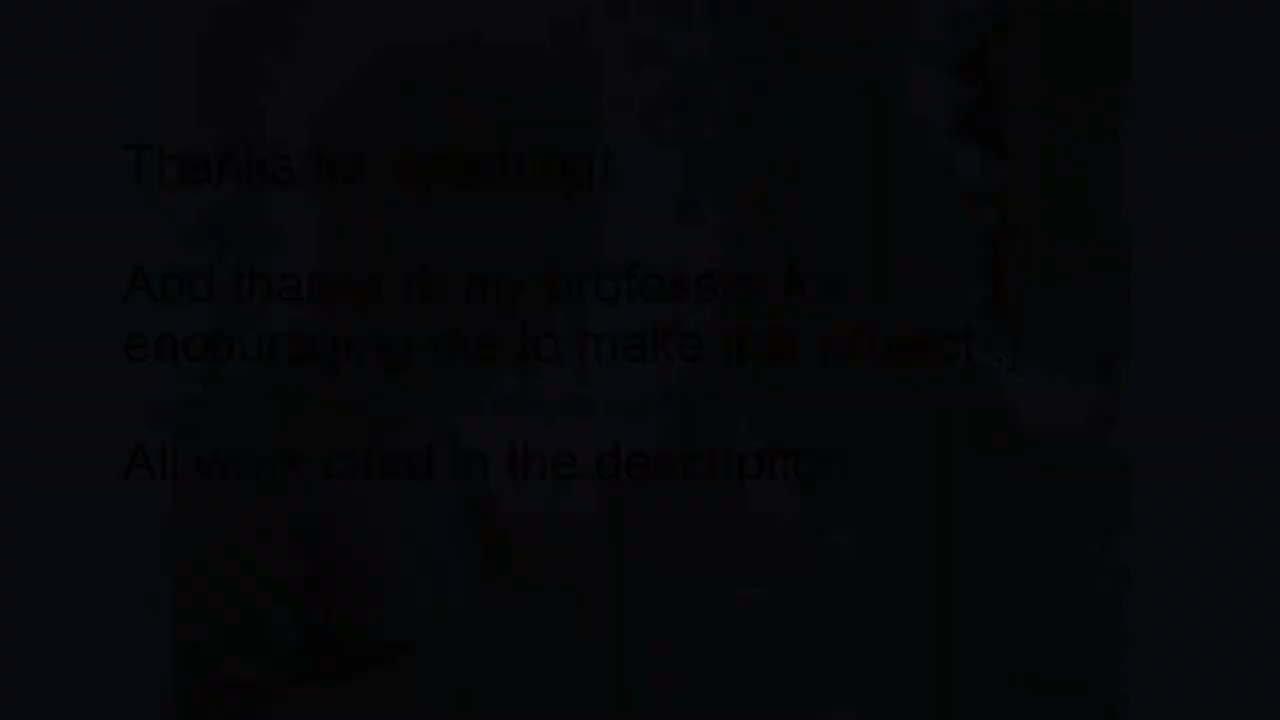 Thanks for watching!
And thanks to my professor for
encouraging me to make this project :)
All work cited in the description